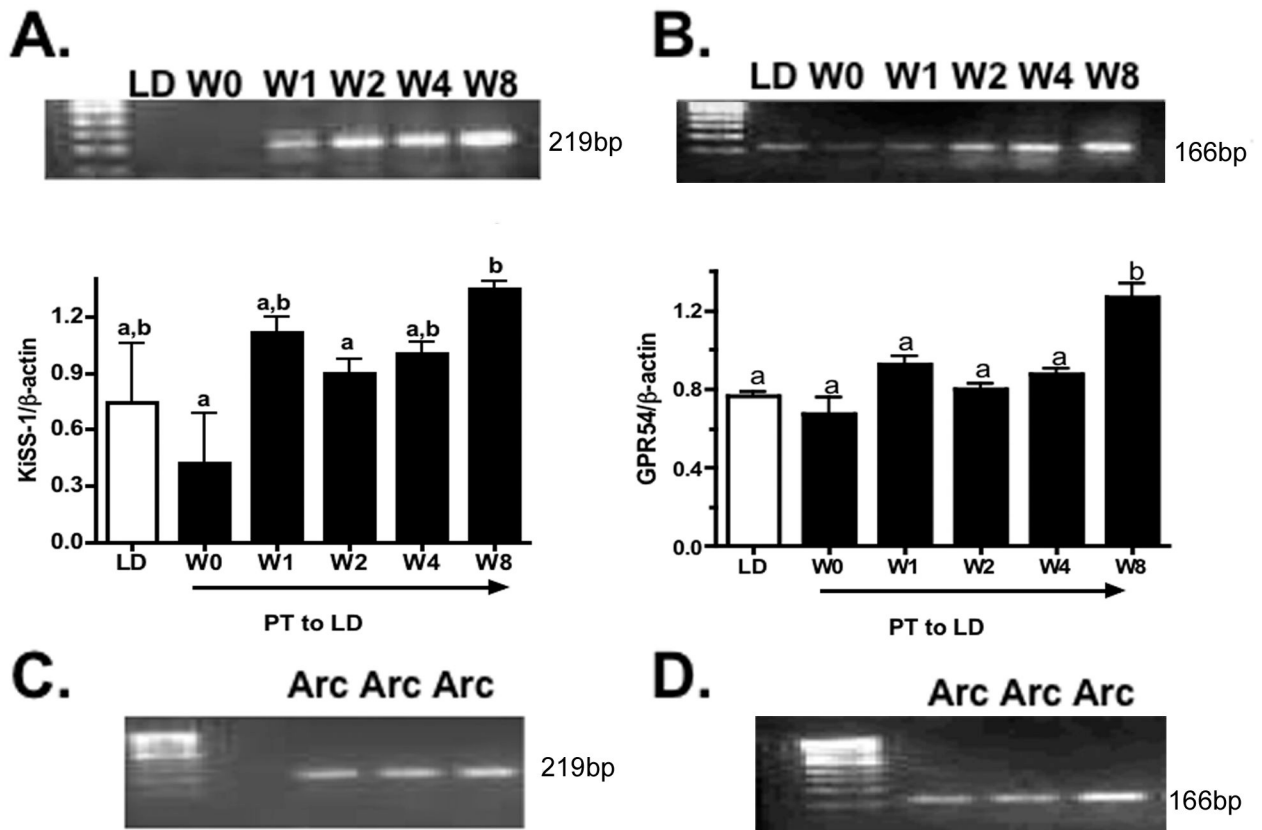 A.
LD W0 W1 W2 W4 W8
219bp
KiSS-1/β-actin
1.2
0.9
0.6
0.3
0.0
a,b
a
a,b
a
a,b
b
LD W0 W1 W2 W4 W8
PT to LD
B.
LD W0 W1 W2 W4 W8
166bp
GPR54/β-actin
1.2
0.8
0.4
0.0
a
a
a
a
a
b
LD W0 W1 W2 W4 W8
PT to LD
C.
Arc Arc Arc
219bp
D.
Arc Arc Arc
166bp